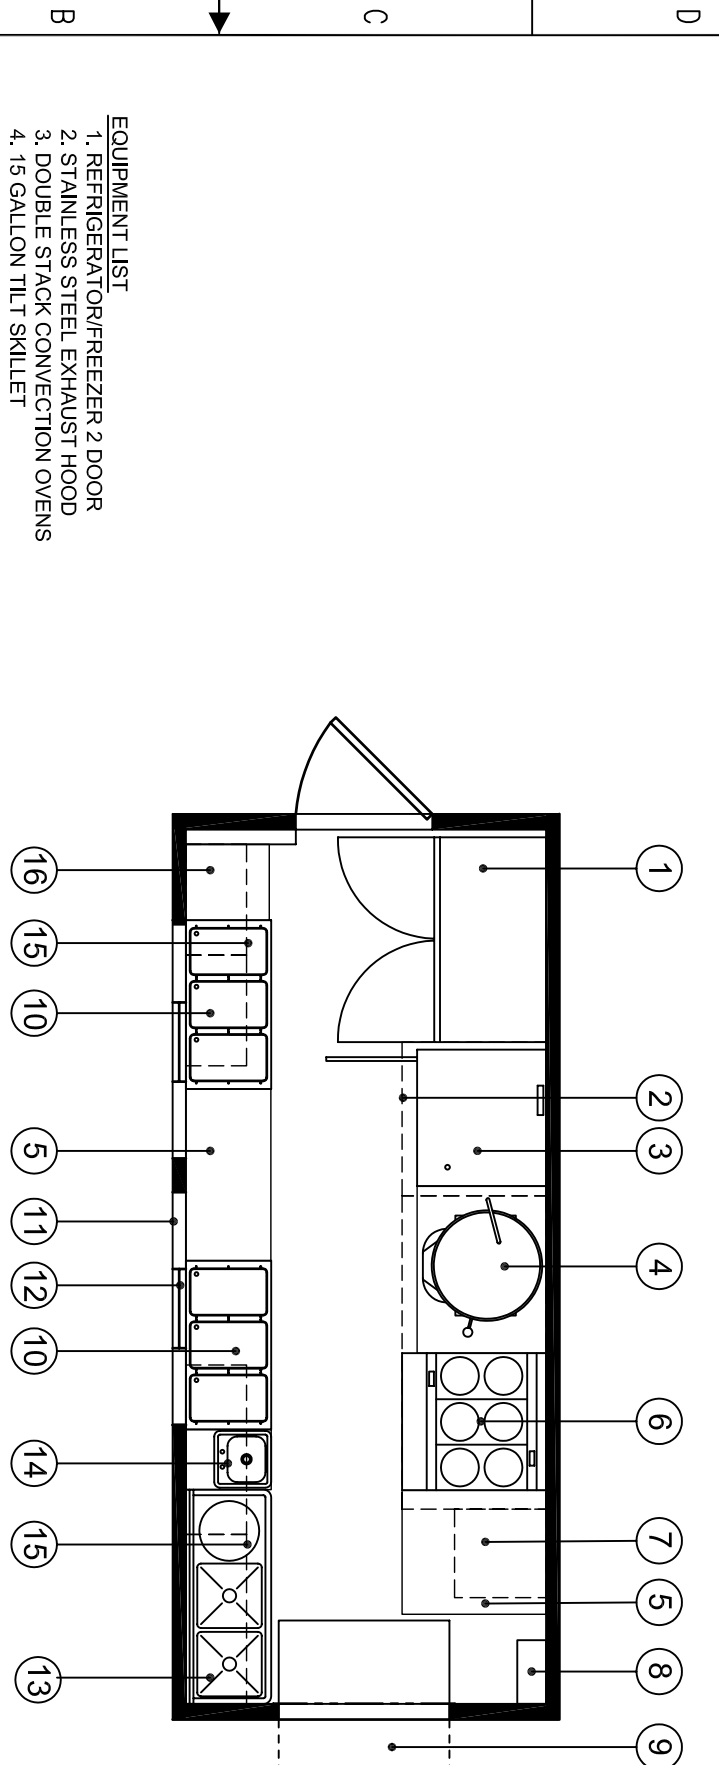 B
C
D
EQUIPMENT LIST
1. REFRIGERATOR/FREEZER 2 DOOR
2. STAINLESS STEEL EXHAUST HOOD
3. DOUBLE STACK CONVECTION OVENS
4. 15 GALLON TILT SKILLET
1
2
3
4
6
7
5
8
9
16
15
10
5
11
12
10
14
15
13